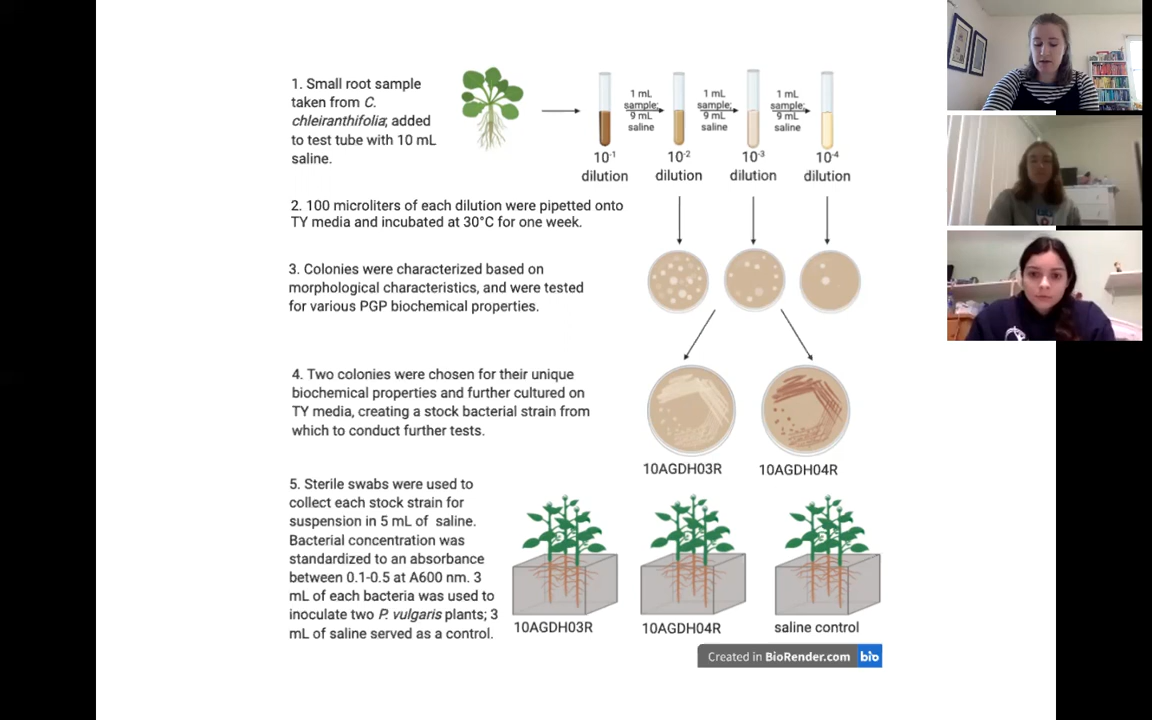 1. Small root sample
taken from C.
cheiranthifolia, added
to test tube with 10 mL
saline.
1 mL
sample;
9 mL
saline
1 mL
sample;
9 mL
saline
1 mL
sample;
9 mL
saline
10-1
dilution
10-2
dilution
10-3
dilution
10-4
dilution
2. 100 microliters of each dilution were pipetted onto
TY media and incubated at 30°C for one week.
3. Colonies were characterized based on
morphological characteristics, and were tested
for various PGP biochemical properties.
4. Two colonies were chosen for their unique
biochemical properties and further cultured on
TY media, creating a stock bacterial strain from
which to conduct further tests.
10AGDH03R
10AGDH04R
5. Sterile swabs were used to
collect each stock strain for
suspension in 5 mL of saline.
Bacterial concentration was
standardized to an absorbance
between 0.1-0.5 at A600 nm. 3
mL of each bacteria was used to
inoculate two P. vulgaris plants; 3
mL of saline served as a control.
10AGDH03R
10AGDH04R
saline control
Created in BioRender.com bio